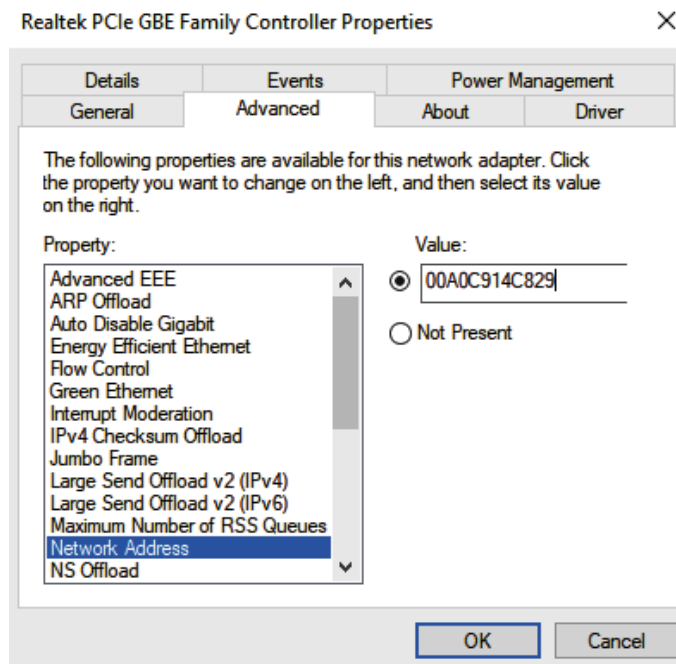 Realtek PCIe GBE Family Controller Properties
Details Events Power Management
General Advanced About Driver
The following properties are available for this network adapter. Click
the property you want to change on the left, and then select its value
on the right.
Property:
Value:
Advanced EEE
ARP Offload
Auto Disable Gigabit
Energy Efficient Ethernet
Flow Control
Green Ethernet
Interrupt Moderation
IPv4 Checksum Offload
Jumbo Frame
Large Send Offload v2 (IPv4)
Large Send Offload v2 (IPv6)
Maximum Number of RSS Queues
Network Address
NS Offload
00A0C914C829
Not Present
OK Cancel